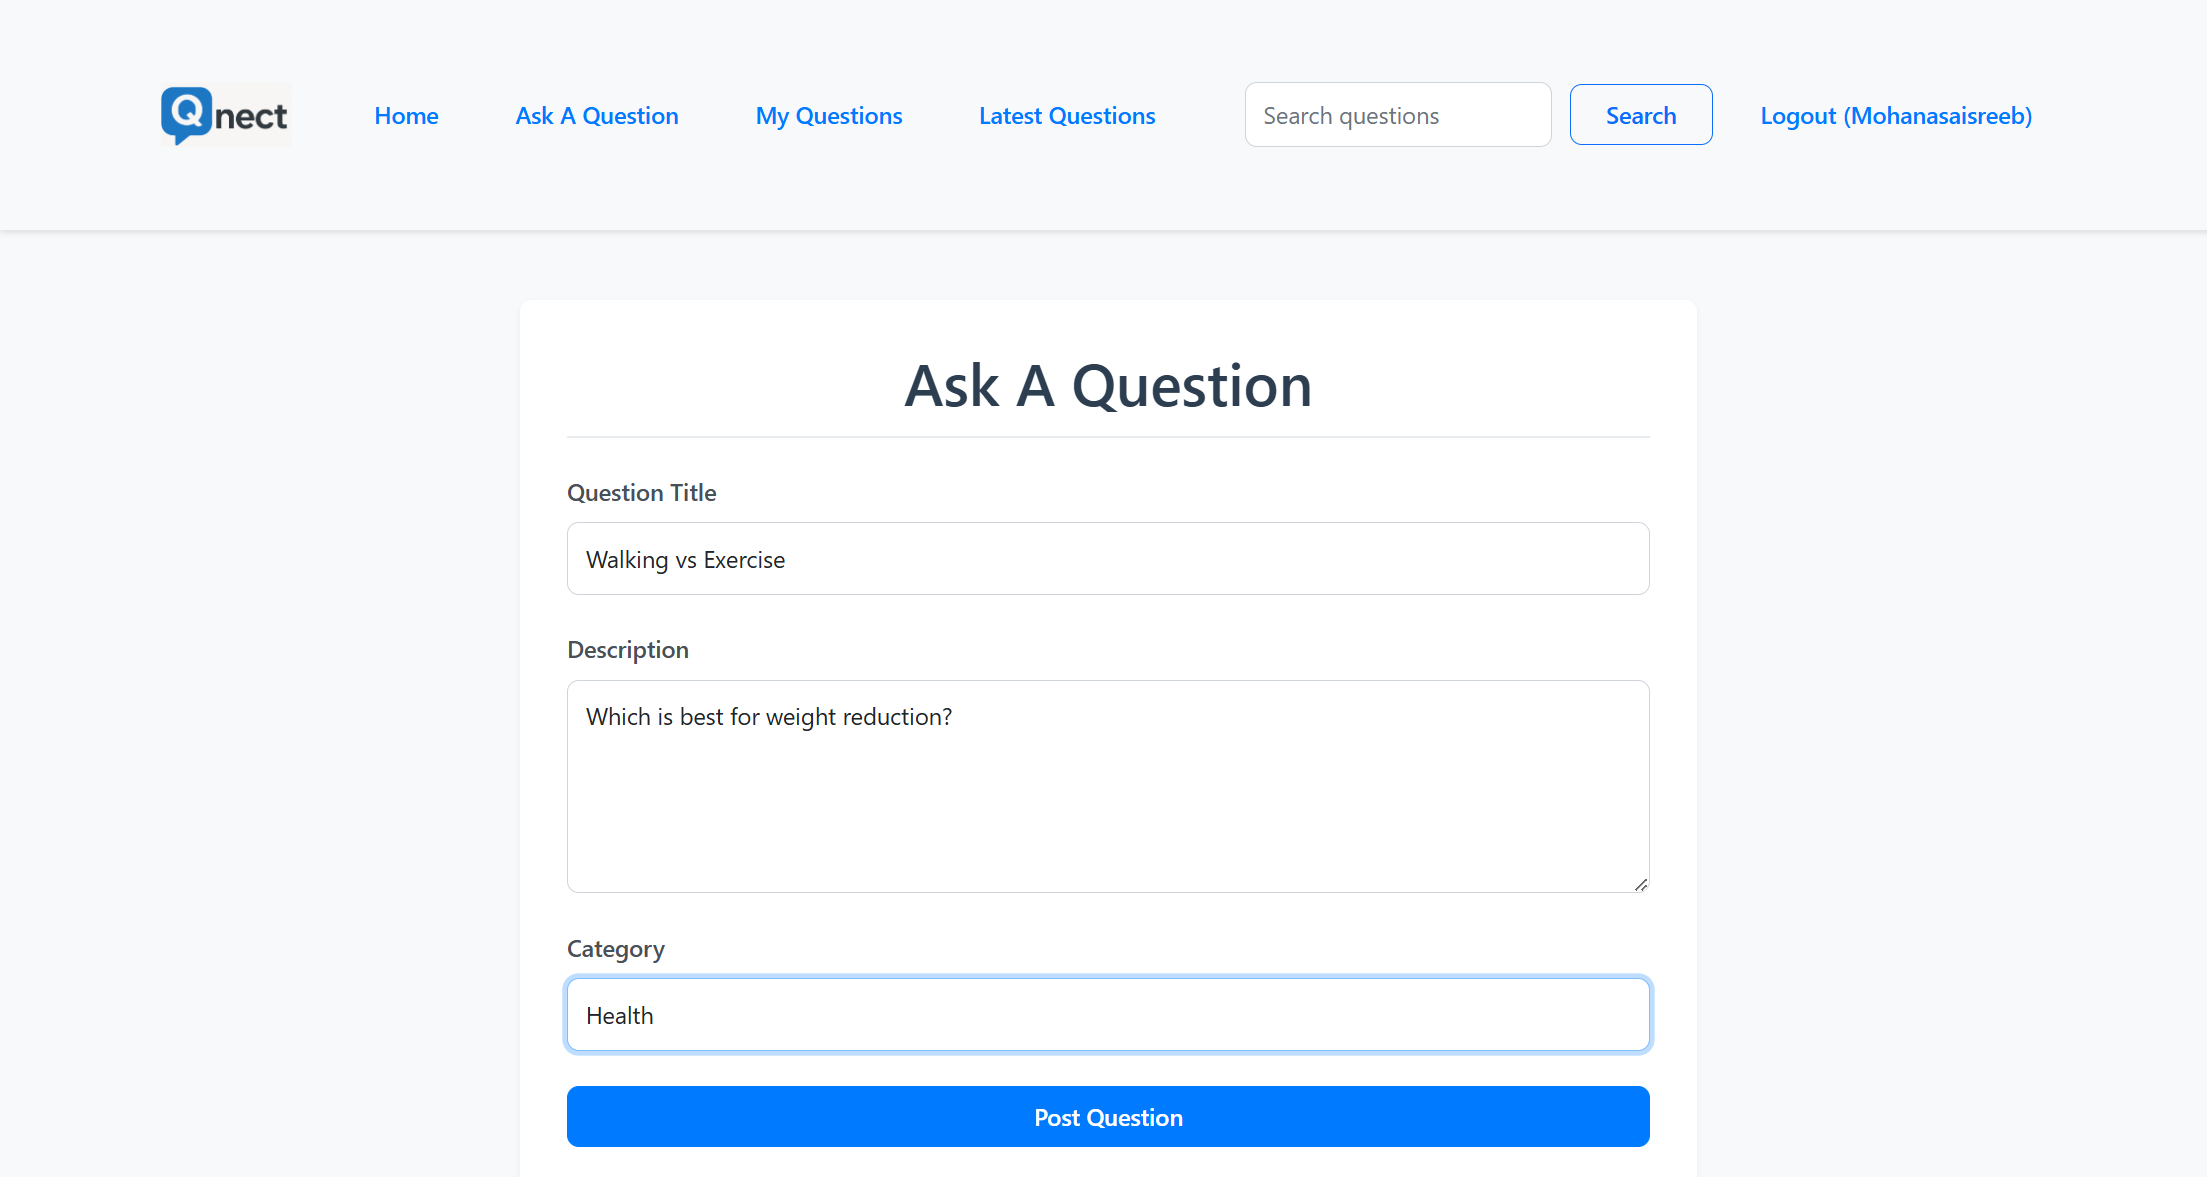 Qnect
Home
Ask A Question
My Questions
Latest Questions
Search questions
Search
Logout (Mohanasaisreeb)
Ask A Question
Question Title
Walking vs Exercise
Description
Which is best for weight reduction?
Category
Health
Post Question